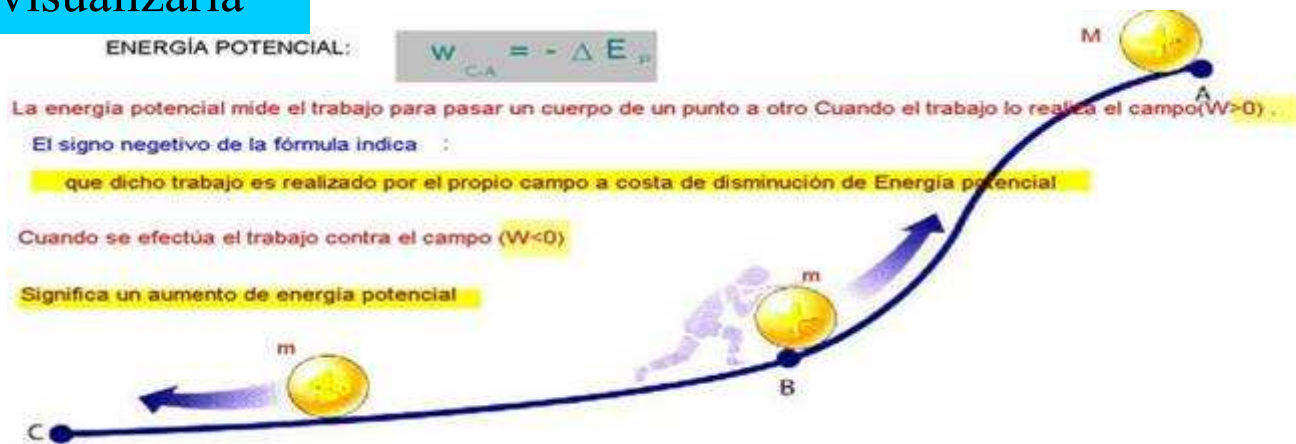 visualizaría
ENERGÍA POTENCIAL:
W C-A = - Δ E p
M
A
La energía potencial mide el trabajo para pasar un cuerpo de un punto a otro Cuando el trabajo lo realiza el campo(W>0) .
El signo negetivo de la fórmula indica :
que dicho trabajo es realizado por el propio campo a costa de disminución de Energía potencial
Cuando se efectúa el trabajo contra el campo (W<0)
Significa un aumento de energía potencial
m
m
B
C